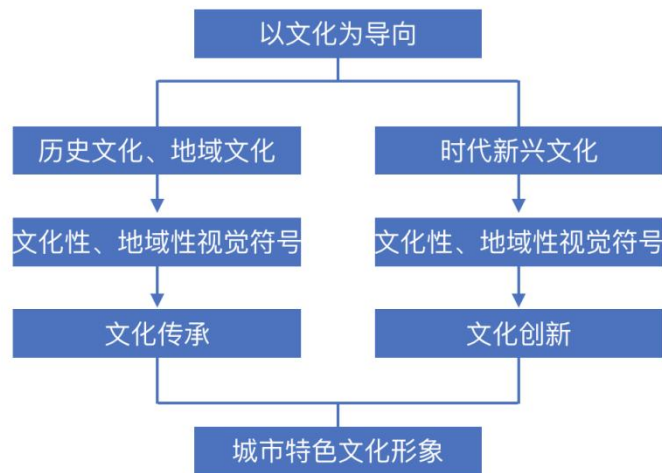 以文化为导向
历史文化、地域文化
时代新兴文化
文化性、地域性视觉符号
文化性、地域性视觉符号
文化传承
文化创新
城市特色文化形象